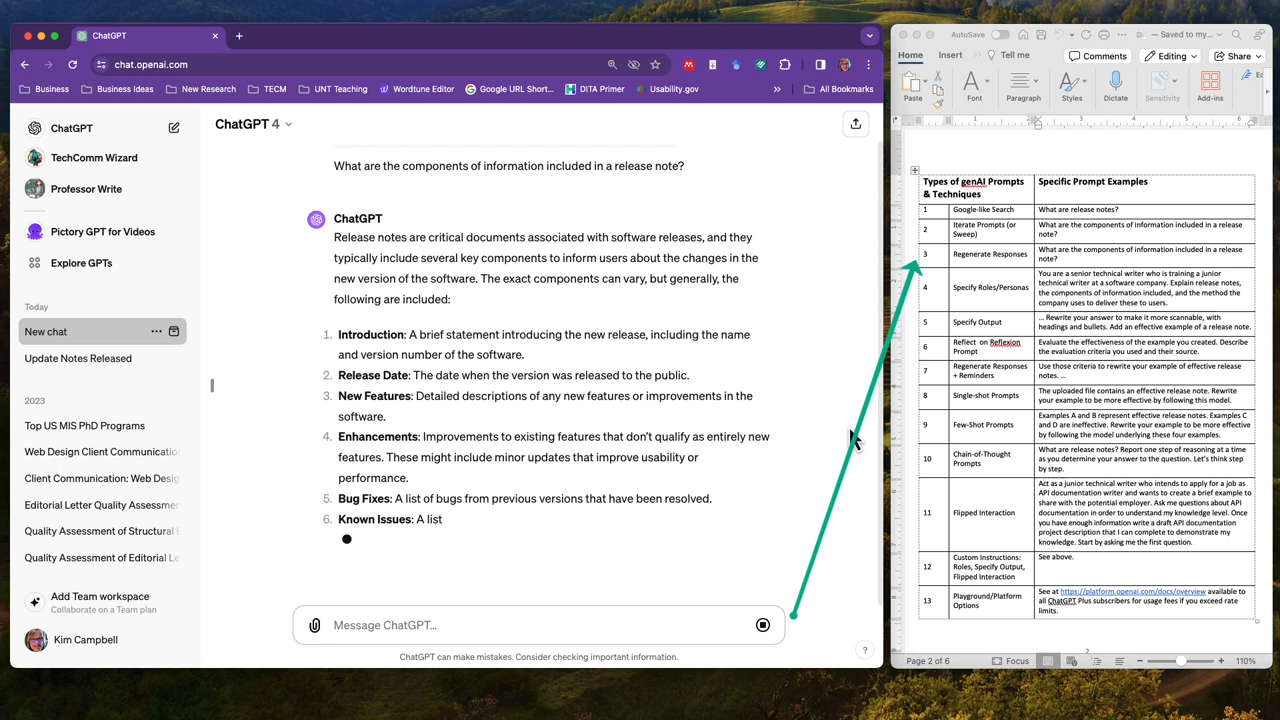 ChatGPT
chat.openai.com
Business
Business Ideas
New Research
TECM
AI Teaching
Wordtune Editor
Google URL Short...
DITA Primer
Usability.gov
»
All Bookmarks
ChatGPT
TechComm Wizard
Professor Write
Pictory GPT for Videos
Explore GPTs
Today
New chat
Update Notes Released
2023
Top US MIS PhD Programs
Web Design Client Communicatio
Client Communication: Web Desig
Editorial Letter Quality Assessmen
Quality Assessment of Structural E
Quality Assessment of Editorial Le
Add Team workspace
Collaborate on a Team plan
Kim Campbell
ChatGPT 4
What are the components of information included in a release note?
ChatGPT
Release notes are critical documents associated with software releases, and they
typically include several key components to inform users about the changes in the
new version of the software. The exact components can vary, but generally, the
following are included:
1. Introduction: A brief statement introducing the new release, including the name
and version number of the software.
2. Release Date: The date when the version was released to the public.
3. New Features: Detailed descriptions of any new features or improvements in the
software.
4. Enhancements: Improvements to existing features that don't qualify as entirely new
features. These might include minor updates that improve usability or
performance.
5. Bug Fixes: A list of bugs from previous versions that have been resolved.
6. Known Issues: A list
Message ChatGPT...
ChatGPT can make mistakes. Consider checking important information.
?
AutoSave
— Saved to my...
Home
Insert
Tell me
Comments
Editing
Share
Paste
Font
Paragraph
Styles
Dictate
Sensitivity
Add-ins
Types of genAI Prompts
& Techniques
Specific Prompt Examples
1
Google-like Search
What are release notes?
2
Iterate Prompts (or
Sweep)
What are the components of information included in a release
note?
3
Regenerate Responses
What are the components of information included in a release
note?
4
Specify Roles/Personas
You are a senior technical writer who is training a junior
technical writer at a software company. Explain release notes,
the components of information included, and the method the
company uses to deliver these to users.
5
Specify Output
... Rewrite your answer to make it more scannable, with
headings and bullets. Add an effective example of a release note.
6
Reflect on Reflexion
Prompt
Evaluate the effectiveness of the example you created. Describe
the evaluation criteria you used and their source.
7
Regenerate Responses
+ Reminders
Use those criteria to rewrite your example of effective release
notes. ...
8
Single-shot Prompts
The uploaded file contains an effective release note. Rewrite
your example to be more effective by following this model.
9
Few-Shot Prompts
Examples A and B represent effective release notes. Examples C
and D are ineffective. Rewrite your example to be more effective
by following the model underlying these four examples.
10
Chain-of-Thought
Prompts
What are release notes? Report one step of reasoning at a time
as you determine your answer to the question. Let's think step
by step.
11
Flipped Interaction
Act as a junior technical writer who intends to apply for a job as
API documentation writer and wants to create a brief example to
share with the potential employer. Ask me questions about API
documentation in order to understand my knowledge level. Once
you have enough information write a draft API documentation
project description that I can complete to demonstrate my
knowledge. Start by asking me the first question.
12
Custom Instructions:
Roles, Specify Output,
Flipped Interaction
See above.
13
Playground/Platform
Options
See at https://platform.openai.com/docs/overview available to
all ChatGPT Plus subscribers for usage fees if you exceed rate
limits.
2
Page 2 of 6
Focus
110%